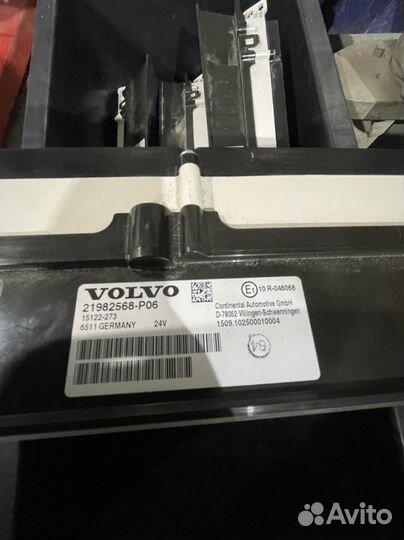 VOLVO
21982568-P06
15122-273
6511 GERMANY 24V
E1 10 R-046066
Continental Automotive GmbH
D-78052 Villingen-Schwenningen
1509.102500010004
64
Avito